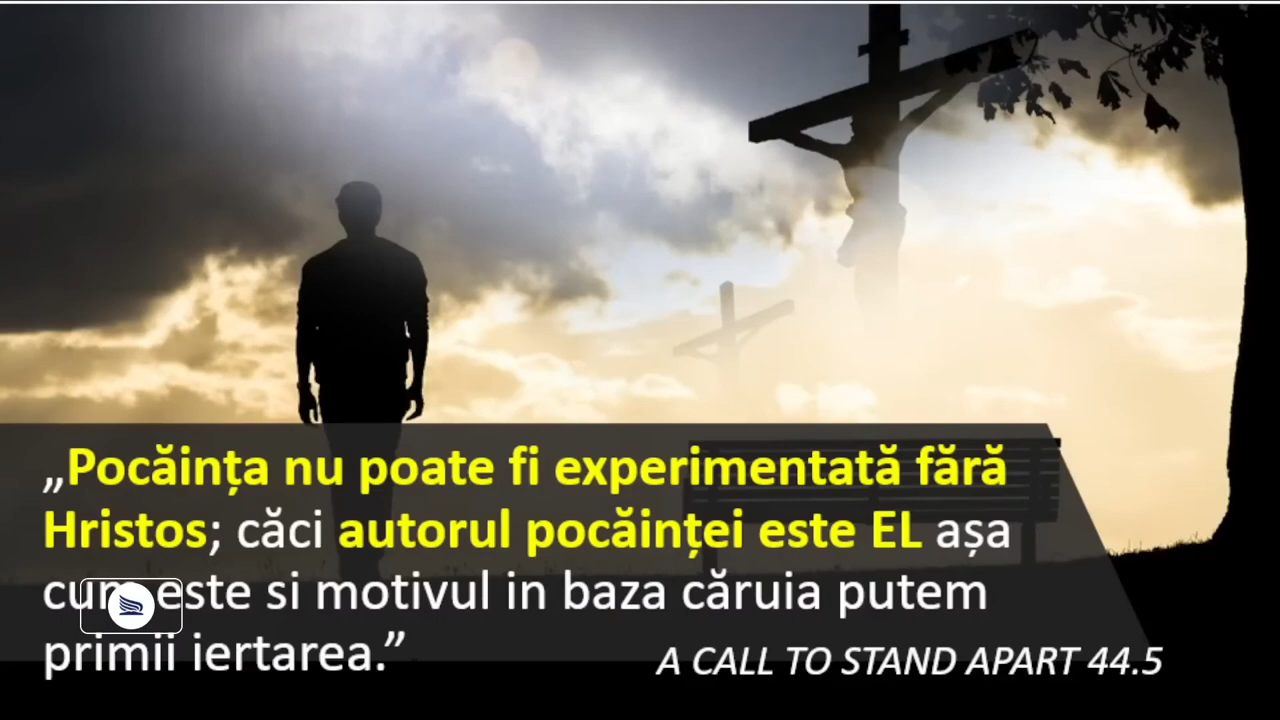 „Pocăința nu poate fi experimentată fără
Hristos; căci autorul pocăinței este EL așa
cum este si motivul in baza căruia putem
primii iertarea.”
A CALL TO STAND APART 44.5